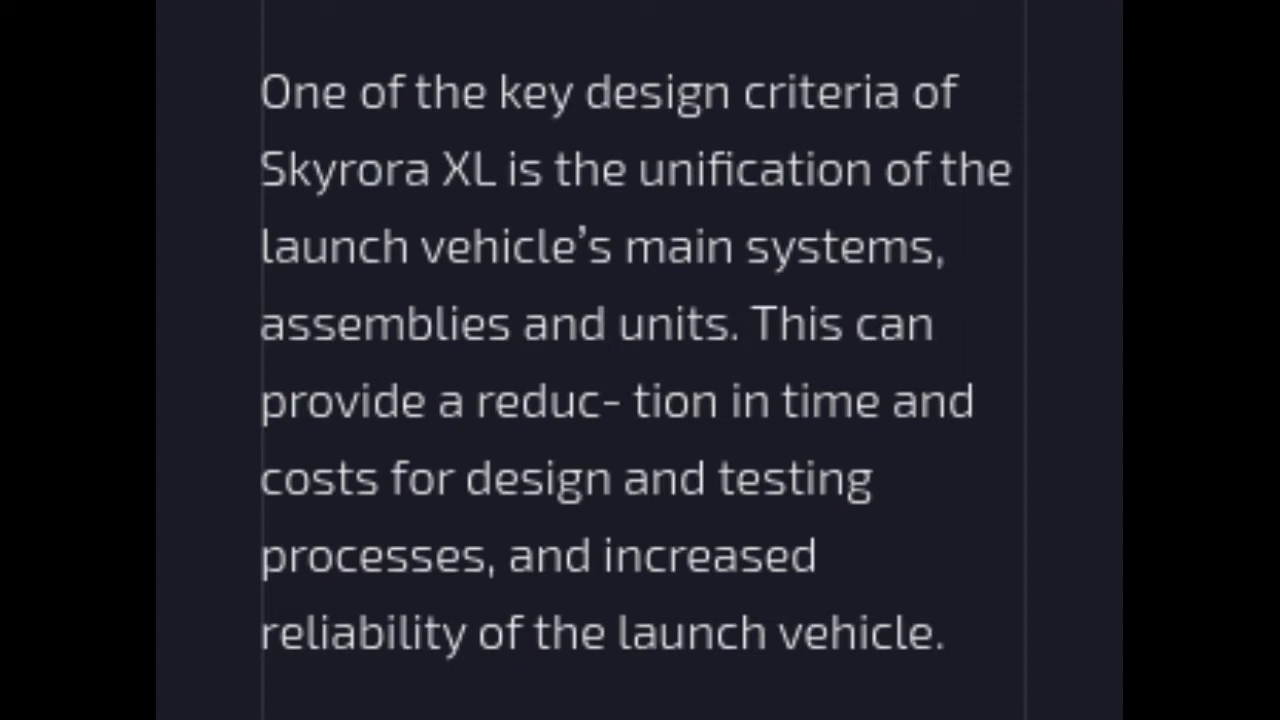 One of the key design criteria of
Skyrora XL is the unification of the
launch vehicle’s main systems,
assemblies and units. This can
provide a reduc- tion in time and
costs for design and testing
processes, and increased
reliability of the launch vehicle.